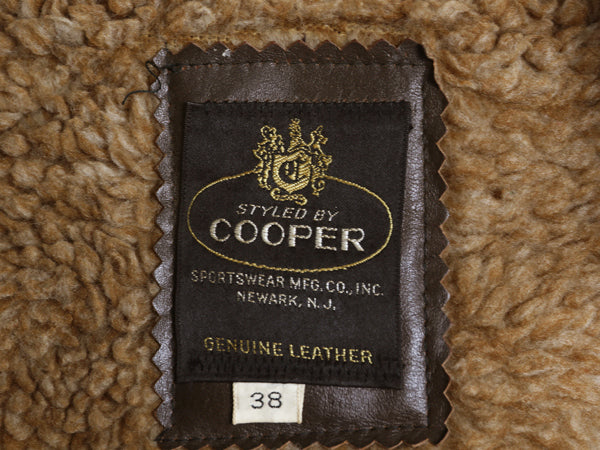 STYLED BY
COOPER
SPORTSWEAR MFG. CO., INC.
NEWARK, N. J.
GENUINE LEATHER
38